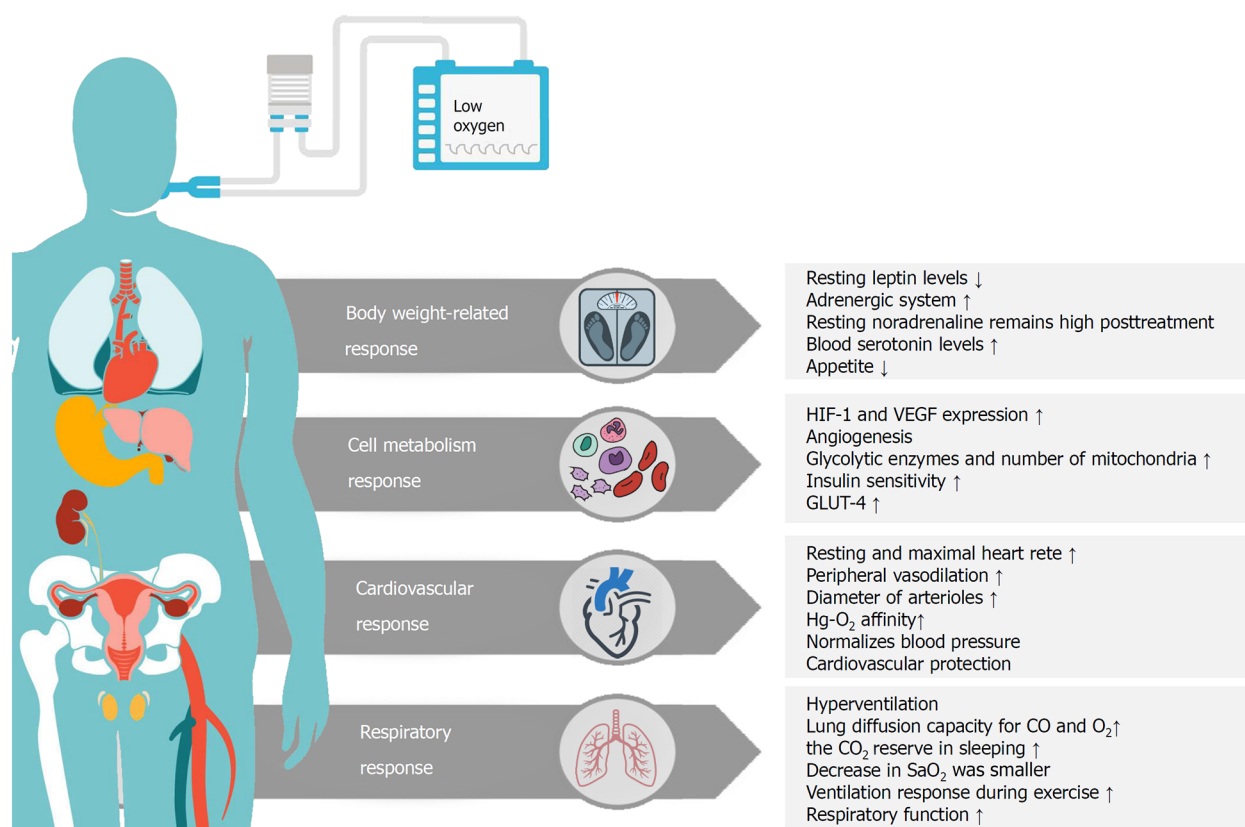 Low
oxygen
Body weight-related
response
Resting leptin levels ↓
Adrenergic system ↑
Resting noradrenaline remains high posttreatment
Blood serotonin levels ↑
Appetite ↓
Cell metabolism
response
HIF-1 and VEGF expression ↑
Angiogenesis
Glycolytic enzymes and number of mitochondria ↑
Insulin sensitivity ↑
GLUT-4 ↑
Cardiovascular
response
Resting and maximal heart rete ↑
Peripheral vasodilation ↑
Diameter of arterioles ↑
Hg-O₂ affinity↑
Normalizes blood pressure
Cardiovascular protection
Respiratory
response
Hyperventilation
Lung diffusion capacity for CO and O₂↑
the CO₂ reserve in sleeping ↑
Decrease in SaO₂ was smaller
Ventilation response during exercise ↑
Respiratory function ↑